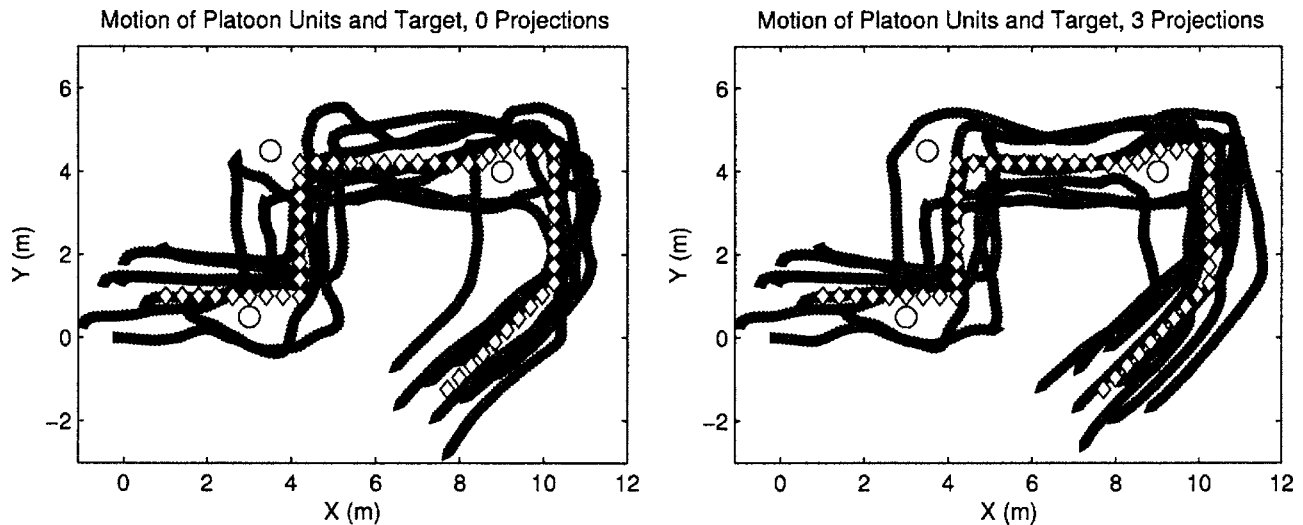 Motion of Platoon Units and Target, 0 Projections
6
4
2
0
−2
Y (m)
0 2 4 6 8 10 12
X (m)
Motion of Platoon Units and Target, 3 Projections
6
4
2
0
−2
Y (m)
0 2 4 6 8 10 12
X (m)